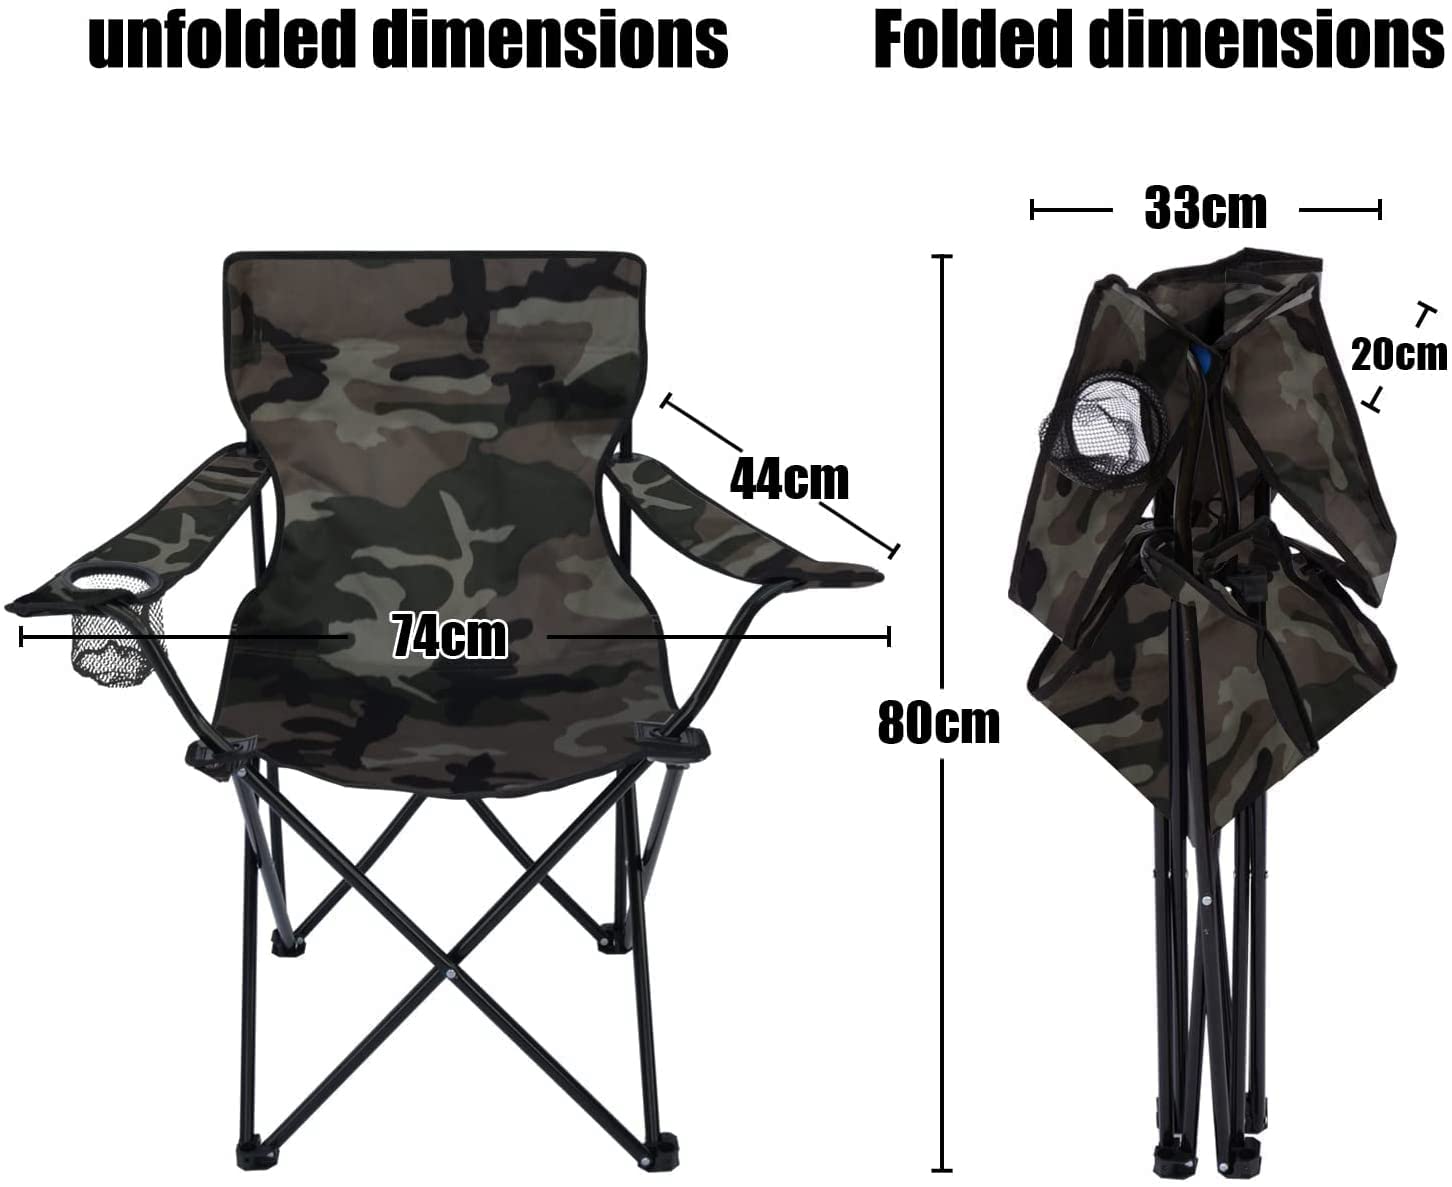 unfolded dimensions
Folded dimensions
33cm
20cm
44cm
74cm
80cm